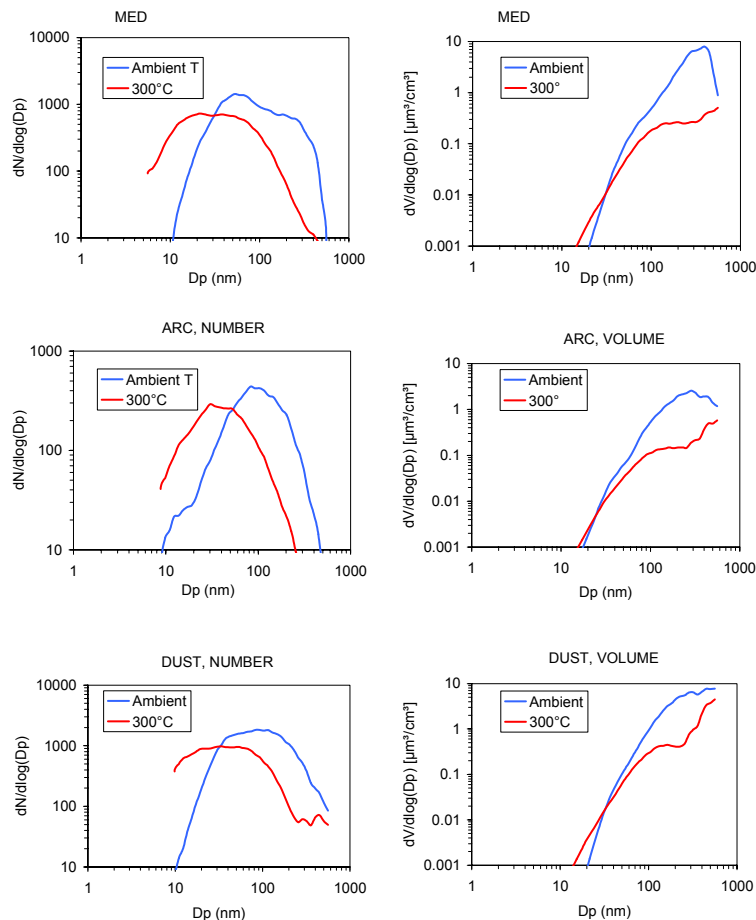 MED
10000
1000
100
10
dN/dlog(Dp)
Ambient T
300°C
1 10 100 1000
Dp (nm)
MED
10
1
0.1
0.01
0.001
dV/dlog(Dp) [µm³/cm³]
Ambient
300°
1 10 100 1000
Dp (nm)
ARC, NUMBER
1000
100
10
dN/dlog(Dp)
Ambient T
300°C
1 10 100 1000
Dp (nm)
ARC, VOLUME
10
1
0.1
0.01
0.001
dV/dlog(Dp) [µm³/cm³]
Ambient
300°
1 10 100 1000
Dp (nm)
DUST, NUMBER
10000
1000
100
10
dN/dlog(Dp)
Ambient
300°C
1 10 100 1000
Dp (nm)
DUST, VOLUME
10
1
0.1
0.01
0.001
dV/dlog(Dp) [µm³/cm³]
Ambient
300°C
1 10 100 1000
Dp (nm)